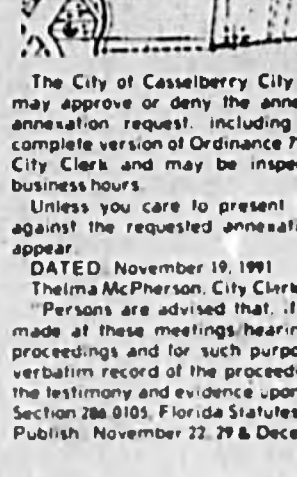 The City of Casselberry City
may approve or deny the anne
annexation request, including
complete version of Ordinance 7
City Clerk and may be inspe
business hours.
Unless you care to present
against the requested annexati
appear.
DATED: November 19, 1991
Thelma McPherson, City Clerk
"Persons are advised that, if
made at these meetings/hearin
proceedings and for such purpo
verbatim record of the proceed
the testimony and evidence upon
Section 286.0105, Florida Statutes
Publish: November 22, 29 & Dece